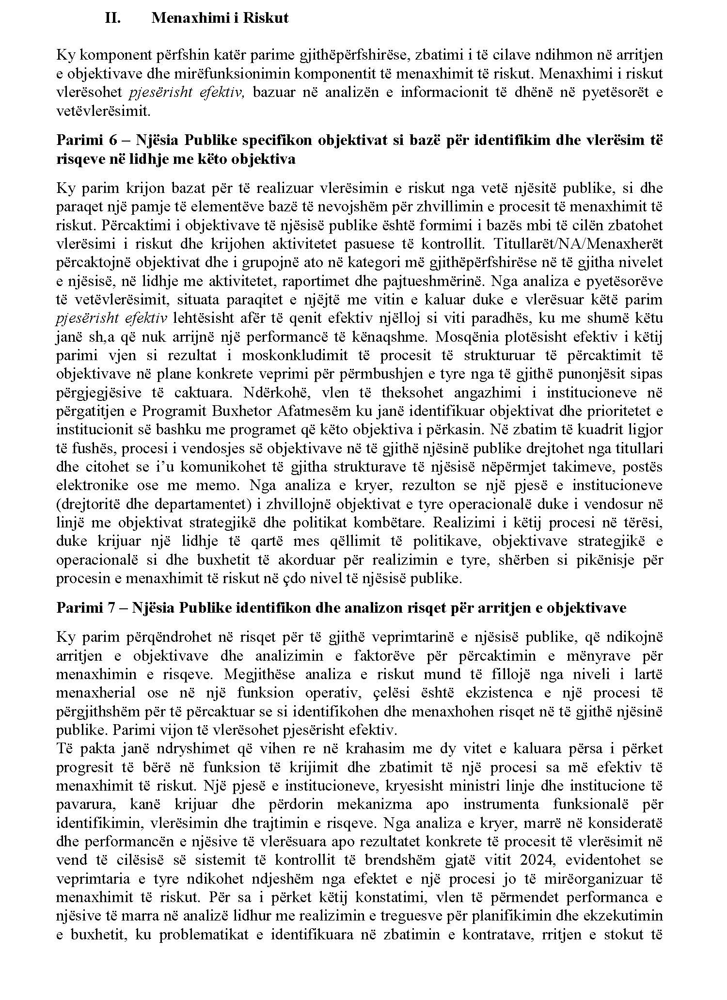 II. Menaxhimi i Riskut
Ky komponent përfshin katër parime gjithëpërfshirëse, zbatimi i të cilave ndihmon në arritjen
e objektivave dhe mirëfunksionimin komponentit të menaxhimit të riskut. Menaxhimi i riskut
vlerësohet pjesërisht efektiv, bazuar në analizën e informacionit të dhënë në pyetësorët e
vetëvlerësimit.
Parimi 6 – Njësia Publike specifikon objektivat si bazë për identifikim dhe vlerësim të
risqeve në lidhje me këto objektiva
Ky parim krijon bazat për të realizuar vlerësimin e riskut nga vetë njësitë publike, si dhe
paraqet një pamje të elementëve bazë të nevojshëm për zhvillimin e procesit të menaxhimit të
riskut. Përcaktimi i objektivave të njësisë publike është formimi i bazës mbi të cilën zbatohet
vlerësimi i riskut dhe krijohen aktivitetet pasuese të kontrollit. Titullarët/NA/Menaxherët
përcaktojnë objektivat dhe i grupojnë ato në kategori më gjithëpërfshirëse në të gjitha nivelet
e njësisë, në lidhje me aktivitetet, raportimet dhe pajtueshmërinë. Nga analiza e pyetësorëve
të vetëvlerësimit, situata paraqitet e njëjtë me vitin e kaluar duke e vlerësuar këtë parim
pjesërisht efektiv lehtësisht afër të qenit efektiv njëlloj si viti paradhës, ku me shumë këtu
janë sh,a që nuk arrijnë një performancë të kënaqshme. Mosqënia plotësisht efektiv i këtij
parimi vjen si rezultat i moskonkludimit të procesit të strukturuar të përcaktimit të
objektivave në plane konkrete veprimi për përmbushjen e tyre nga të gjithë punonjësit sipas
përgjegjësive të caktuara. Ndërkohë, vlen të theksohet angazhimi i institucioneve në
përgatitjen e Programit Buxhetor Afatmesëm ku janë identifikuar objektivat dhe prioritetet e
institucionit së bashku me programet që këto objektiva i përkasin. Në zbatim të kuadrit ligjor
të fushës, procesi i vendosjes së objektivave në të gjithë njësinë publike drejtohet nga titullari
dhe citohet se i’u komunikohet të gjitha strukturave të njësisë nëpërmjet takimeve, postës
elektronike ose me memo. Nga analiza e kryer, rezulton se një pjesë e institucioneve
(drejtoritë dhe departamentet) i zhvillojnë objektivat e tyre operacionalë duke i vendosur në
linjë me objektivat strategjikë dhe politikat kombëtare. Realizimi i këtij procesi në tërësi,
duke krijuar një lidhje të qartë mes qëllimit të politikave, objektivave strategjikë e
operacionalë si dhe buxhetit të akorduar për realizimin e tyre, shërben si pikënisje për
procesin e menaxhimit të riskut në çdo nivel të njësisë publike.
Parimi 7 – Njësia Publike identifikon dhe analizon risqet për arritjen e objektivave
Ky parim përqëndrohet në risqet për të gjithë veprimtarinë e njësisë publike, që ndikojnë
arritjen e objektivave dhe analizimin e faktorëve për përcaktimin e mënyrave për
menaxhimin e risqeve. Megjithëse analiza e riskut mund të fillojë nga niveli i lartë
menaxherial ose në një funksion operativ, çelësi është ekzistenca e një procesi të
përgjithshëm për të përcaktuar se si identifikohen dhe menaxhohen risqet në të gjithë njësinë
publike. Parimi vijon të vlerësohet pjesërisht efektiv.
Të pakta janë ndryshimet që vihen re në krahasim me dy vitet e kaluara përsa i përket
progresit të bërë në funksion të krijimit dhe zbatimit të një procesi sa më efektiv të
menaxhimit të riskut. Një pjesë e institucioneve, kryesisht ministri linje dhe institucione të
pavarura, kanë krijuar dhe përdorin mekanizma apo instrumenta funksionalë për
identifikimin, vlerësimin dhe trajtimin e risqeve. Nga analiza e kryer, marrë në konsideratë
dhe performancën e njësive të vlerësuara apo rezultatet konkrete të procesit të vlerësimit në
vend të cilësisë së sistemit të kontrollit të brendshëm gjatë vitit 2024, evidentohet se
veprimtaria e tyre ndikohet ndjeshëm nga efektet e një procesi jo të mirëorganizuar të
menaxhimit të riskut. Për sa i përket këtij konstatimi, vlen të përmendet performanca e
njësive të marra në analizë lidhur me realizimin e treguesve për planifikimin dhe ekzekutimin
e buxhetit, ku problematikat e identifikuara në zbatimin e kontratave, rritjen e stokut të